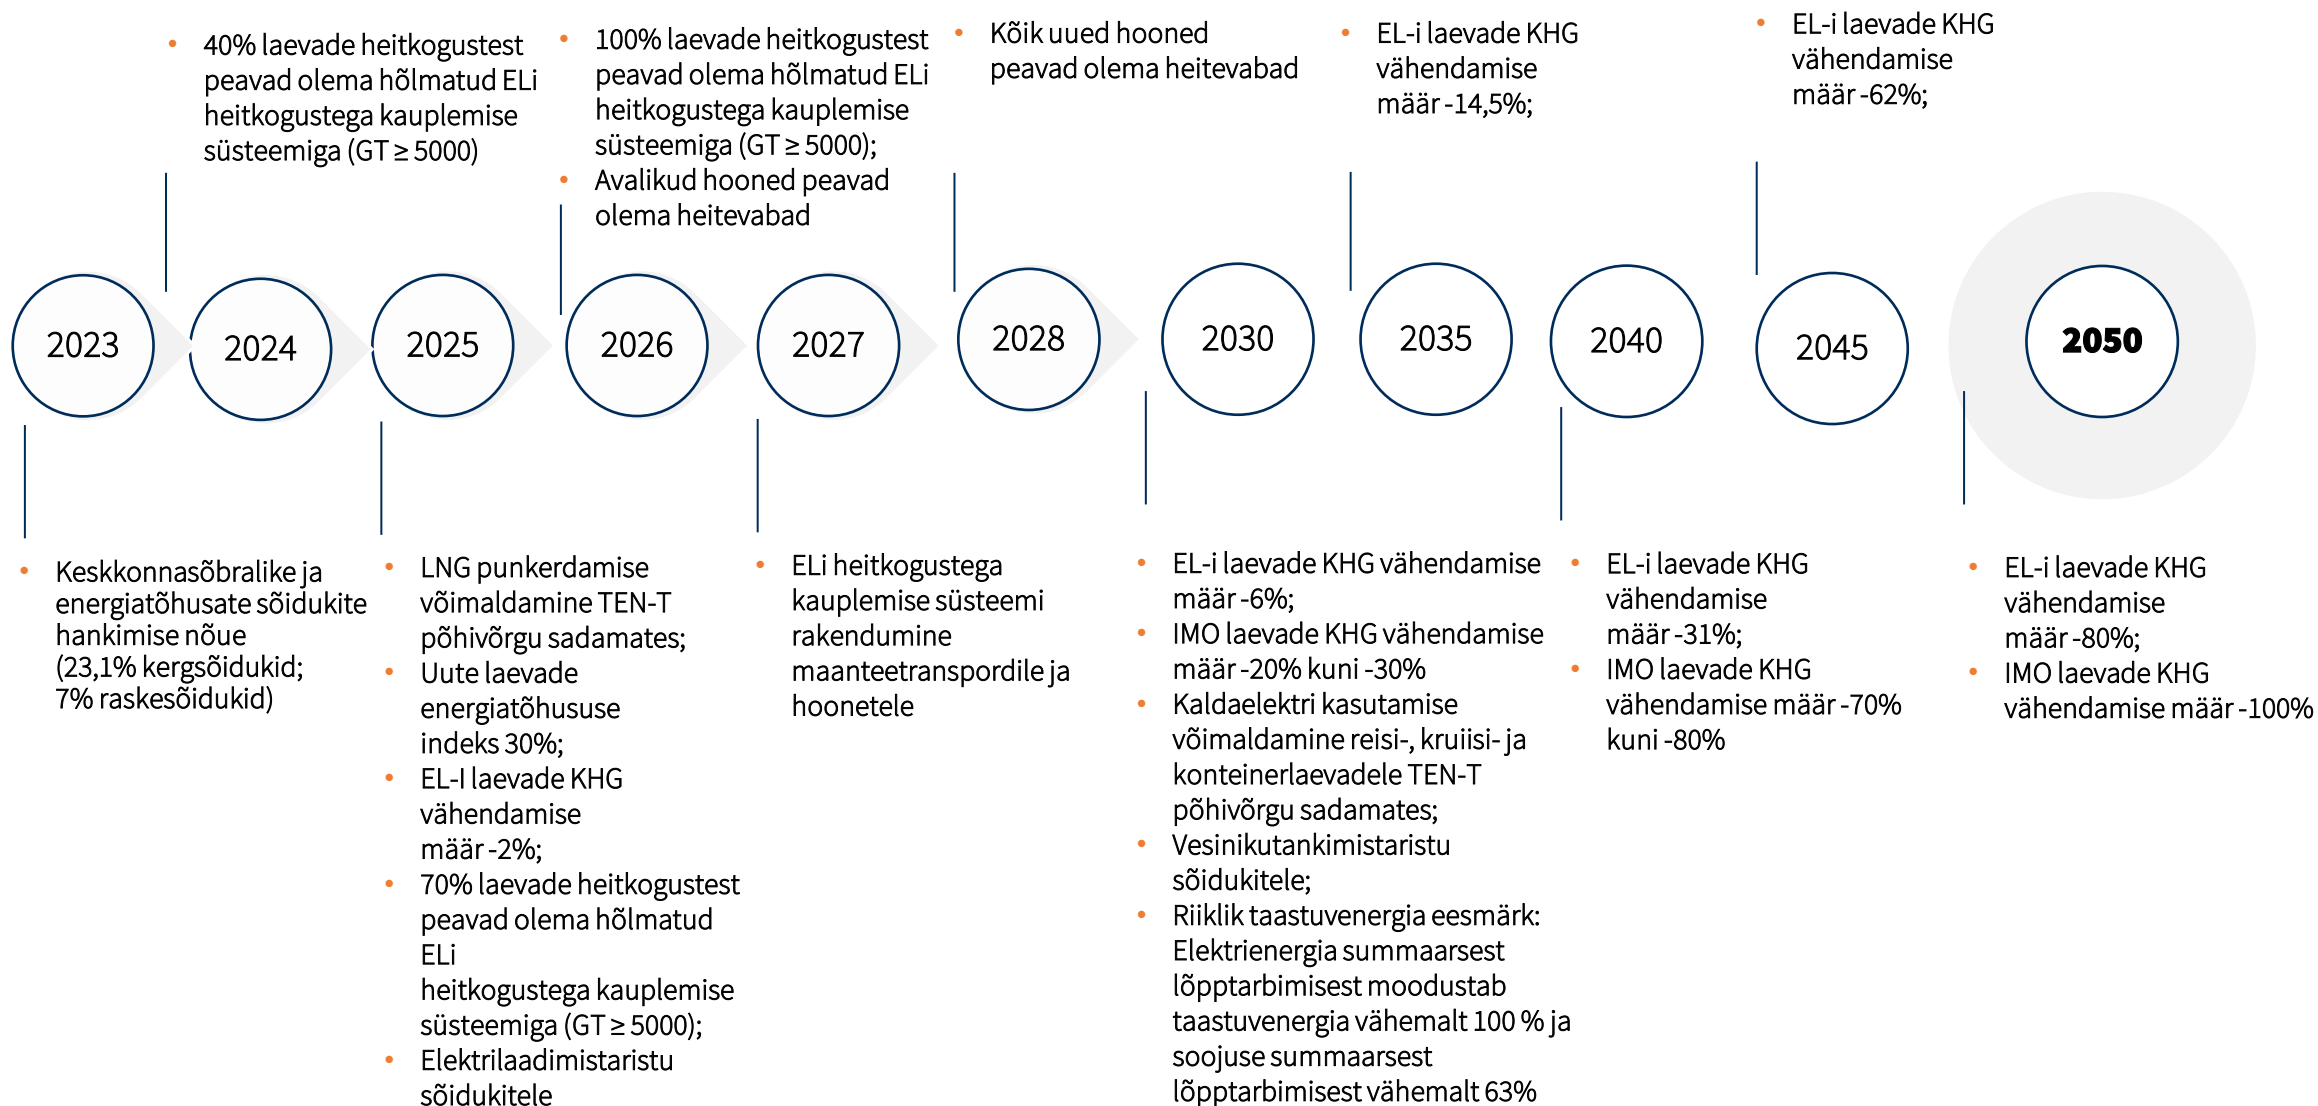 • 40% laevade heitkogustest
peavad olema hõlmatud ELi
heitkogustega kauplemise
süsteemiga (GT ≥ 5000)
• 100% laevade heitkogustest
peavad olema hõlmatud ELi
heitkogustega kauplemise
süsteemiga (GT ≥ 5000);
• Avalikud hooned peavad
olema heitevabad
• Kõik uued hooned
peavad olema heitevabad
• EL-i laevade KHG
vähendamise
määr -14,5%;
• EL-i laevade KHG
vähendamise
määr -62%;
2023
2024
2025
2026
2027
2028
2030
2035
2040
2045
2050
• Keskkonnasõbralike ja
energiatõhusate sõidukite
hankimise nõue
(23,1% kergsõidukid;
7% raskesõidukid)
• LNG punkerdamise
võimaldamine TEN-T
põhivõrgu sadamates;
• Uute laevade
energiatõhususe
indeks 30%;
• EL-I laevade KHG
vähendamise
määr -2%;
• 70% laevade heitkogustest
peavad olema hõlmatud
ELi
heitkogustega kauplemise
süsteemiga (GT ≥ 5000);
• Elektrilaadimistaristu
sõidukitele
• ELi heitkogustega
kauplemise süsteemi
rakendumine
maanteetranspordile ja
hoonetele
• EL-i laevade KHG vähendamise
määr -6%;
• IMO laevade KHG vähendamise
määr -20% kuni -30%
• Kaldaelektri kasutamise
võimaldamine reisi-, kruiisi- ja
konteinerlaevadele TEN-T
põhivõrgu sadamates;
• Vesinikutankimistaristu
sõidukitele;
• Riiklik taastuvenergia eesmärk:
Elektrienergia summaarsest
lõpptarbimisest moodustab
taastuvenergia vähemalt 100 % ja
soojuse summaarsest
lõpptarbimisest vähemalt 63%
• EL-i laevade KHG
vähendamise
määr -31%;
• IMO laevade KHG
vähendamise määr -70%
kuni -80%
• EL-i laevade KHG
vähendamise
määr -80%;
• IMO laevade KHG
vähendamise määr -100%